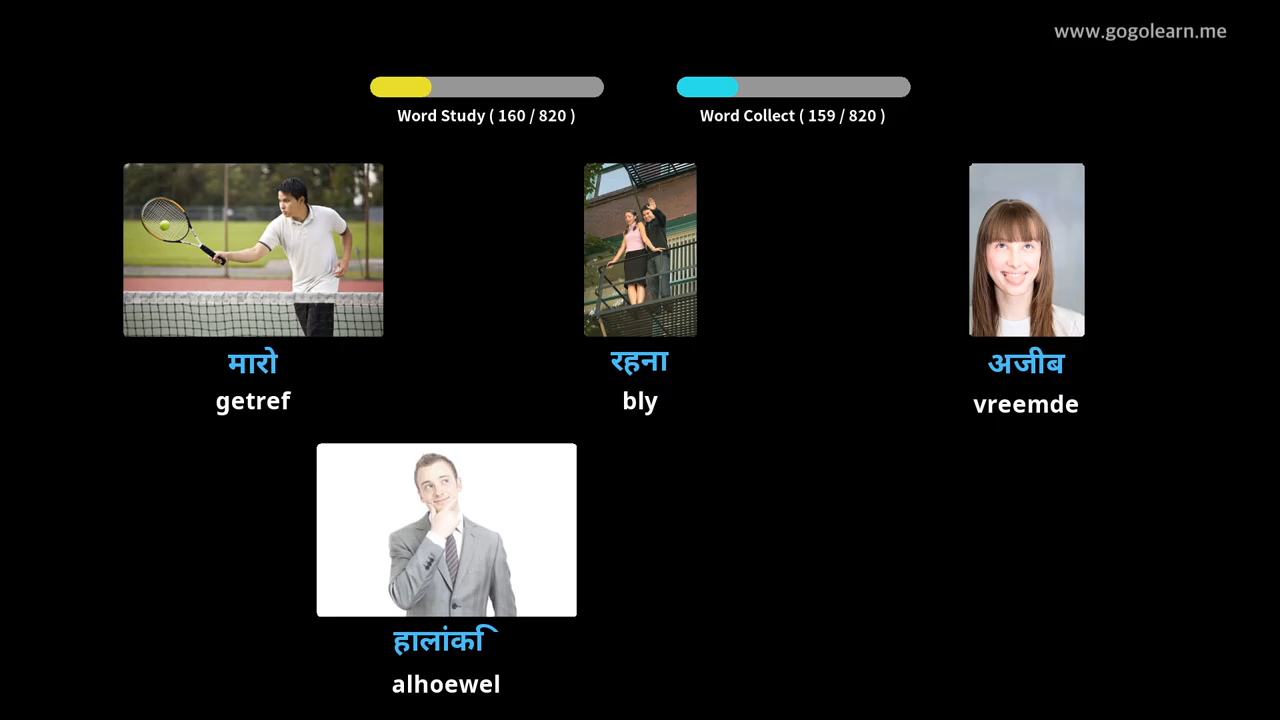 www.gogolearn.me
Word Study ( 160 / 820 )
Word Collect ( 159 / 820 )
मारो
getref
रहना
bly
अजीब
vreemde
हालांकि
alhoewel